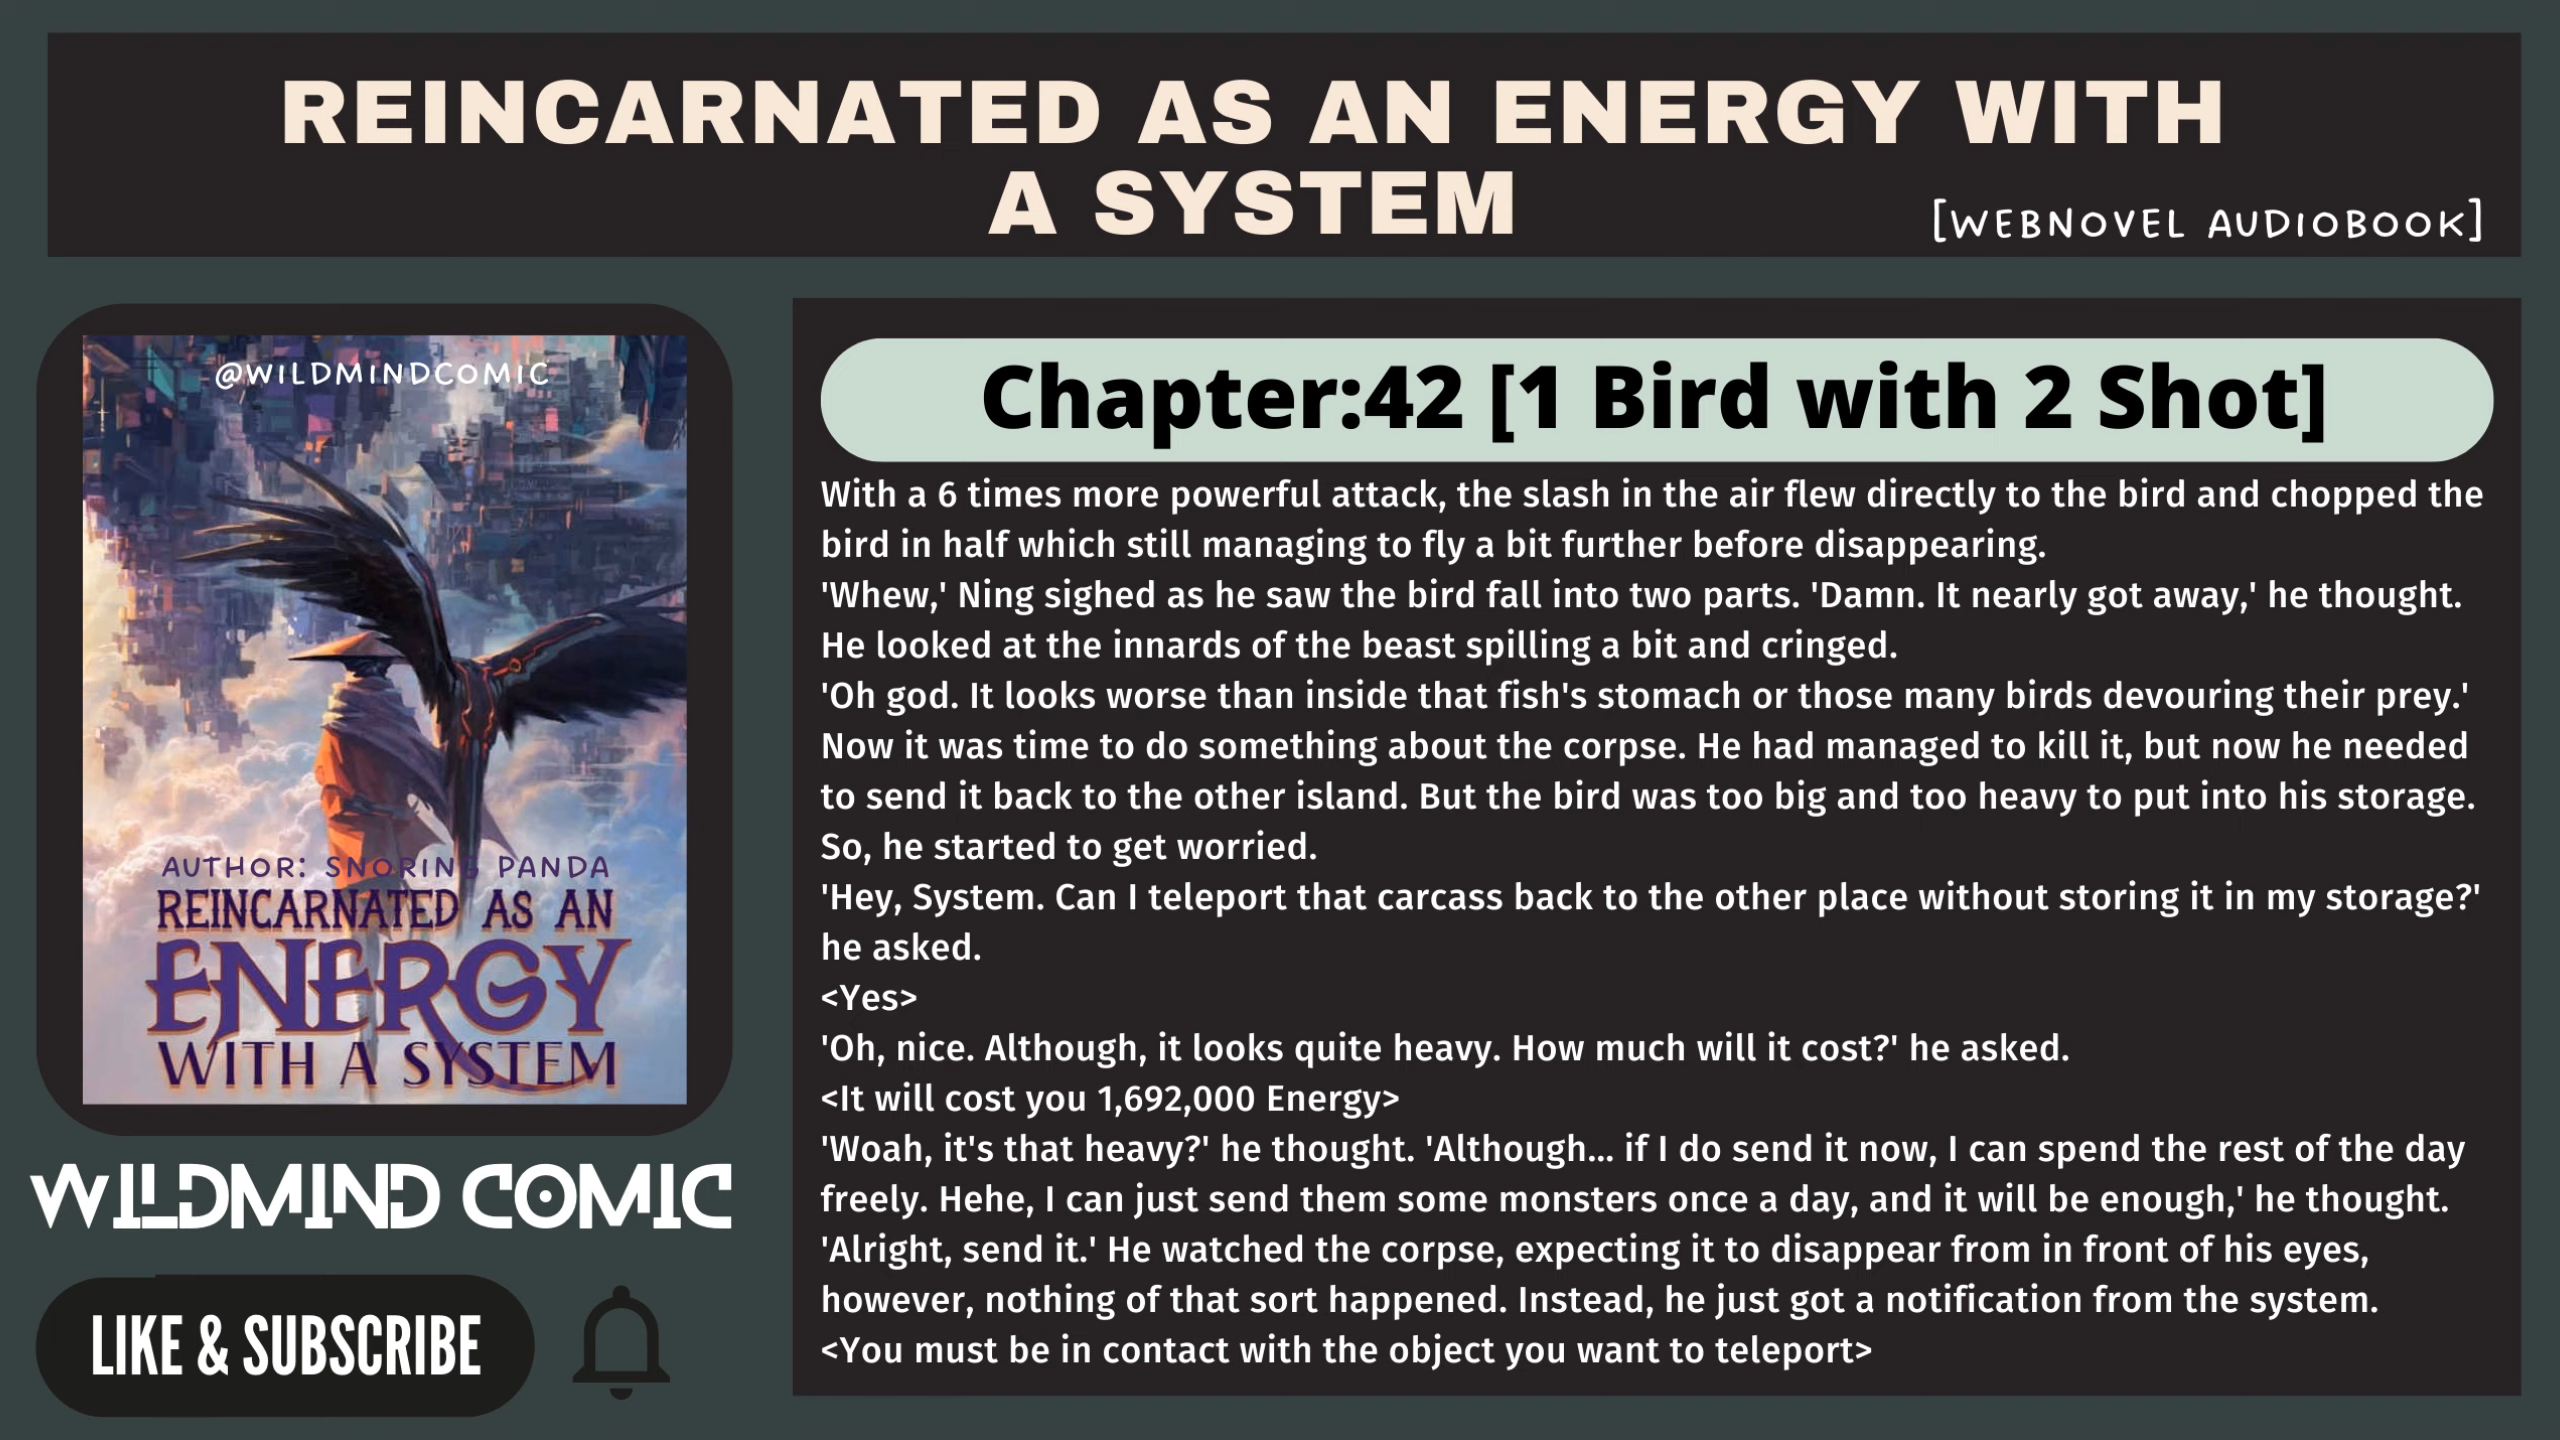 REINCARNATED AS AN ENERGY WITH
A SYSTEM
[WEBNOVEL AUDIOBOOK]
@WILDMINDCOMIC
AUTHOR: SNORING PANDA
REINCARNATED AS AN
ENERGY
WITH A SYSTEM
WILDMIND COMIC
LIKE & SUBSCRIBE
Chapter:42 [1 Bird with 2 Shot]
With a 6 times more powerful attack, the slash in the air flew directly to the bird and chopped the
bird in half which still managing to fly a bit further before disappearing.
'Whew,' Ning sighed as he saw the bird fall into two parts. 'Damn. It nearly got away,' he thought.
He looked at the innards of the beast spilling a bit and cringed.
'Oh god. It looks worse than inside that fish's stomach or those many birds devouring their prey.'
Now it was time to do something about the corpse. He had managed to kill it, but now he needed
to send it back to the other island. But the bird was too big and too heavy to put into his storage.
So, he started to get worried.
'Hey, System. Can I teleport that carcass back to the other place without storing it in my storage?'
he asked.
<Yes>
'Oh, nice. Although, it looks quite heavy. How much will it cost?' he asked.
<It will cost you 1,692,000 Energy>
'Woah, it's that heavy?' he thought. 'Although... if I do send it now, I can spend the rest of the day
freely. Hehe, I can just send them some monsters once a day, and it will be enough,' he thought.
'Alright, send it.' He watched the corpse, expecting it to disappear from in front of his eyes,
however, nothing of that sort happened. Instead, he just got a notification from the system.
<You must be in contact with the object you want to teleport>